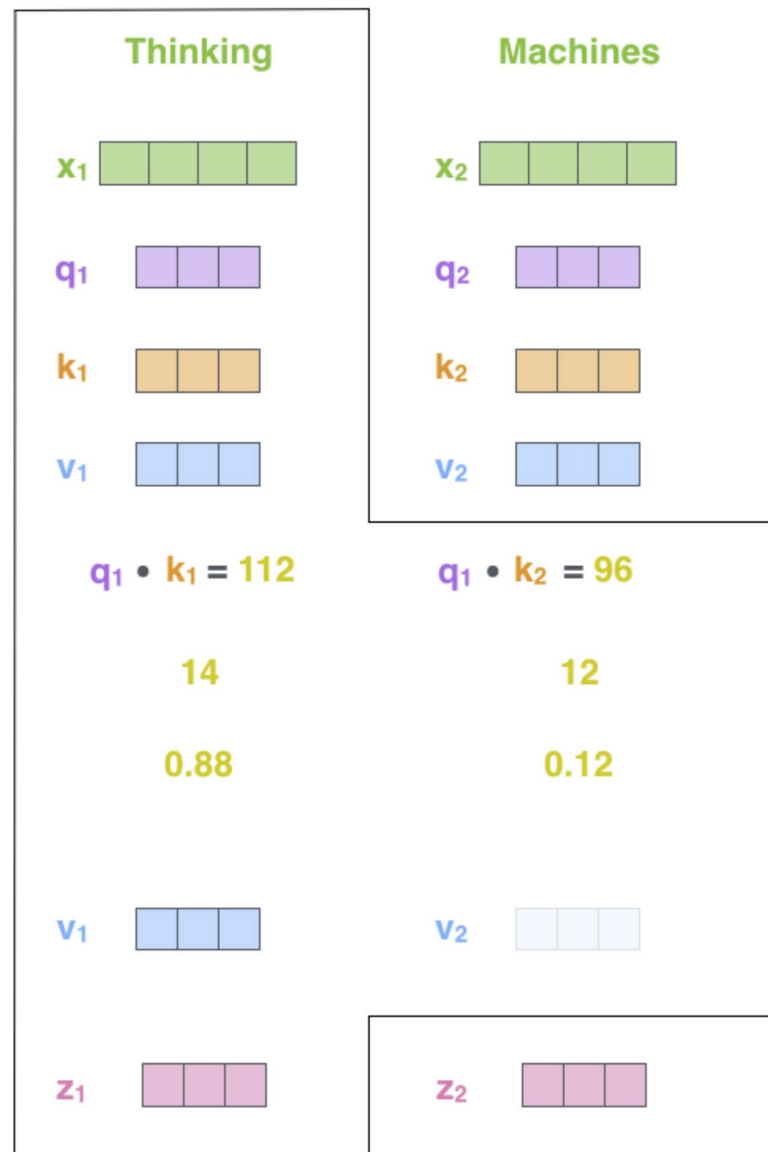 Thinking Machines
x₁ x₂
q₁ q₂
k₁ k₂
v₁ v₂
q₁ • k₁ = 112 q₁ • k₂ = 96
14 12
0.88 0.12
v₁ v₂
z₁ z₂